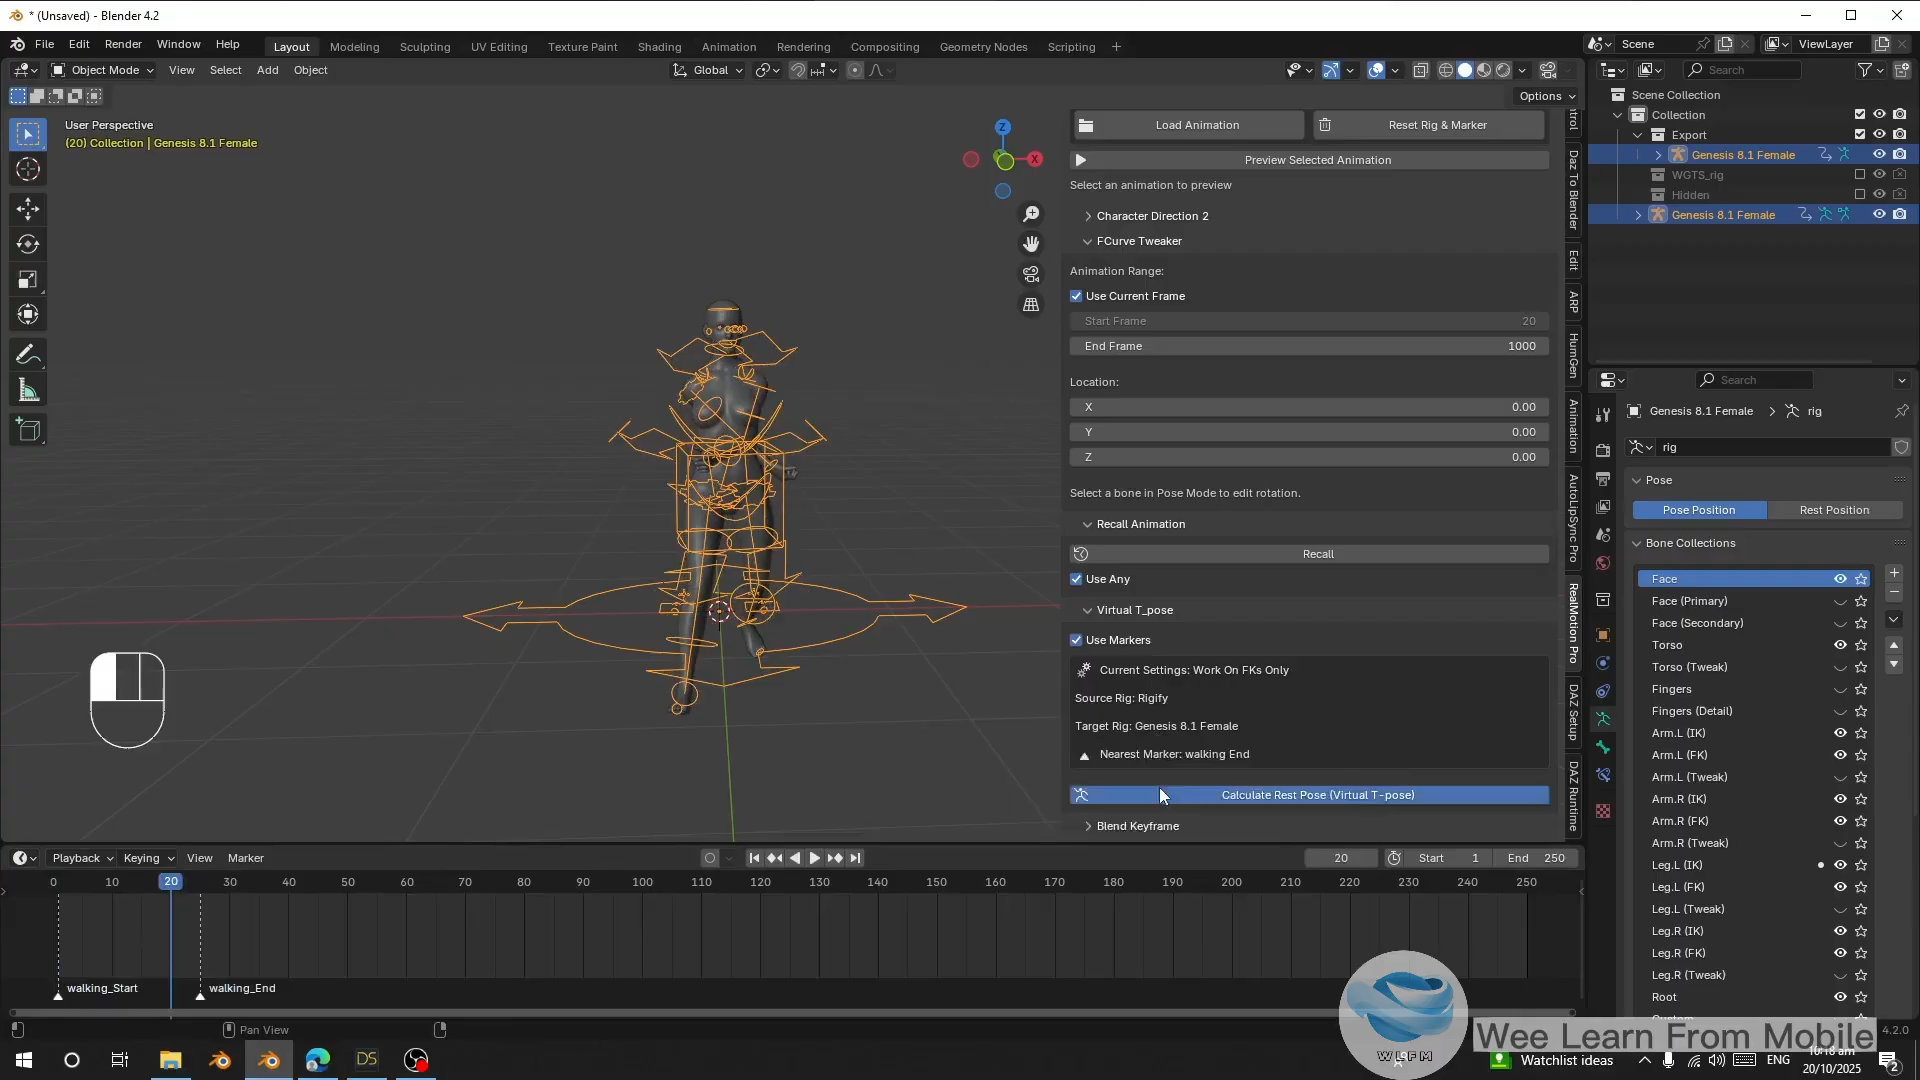 * (Unsaved) - Blender 4.2
File Edit Render Window Help
Layout Modeling Sculpting UV Editing Texture Paint Shading Animation Rendering Compositing Geometry Nodes Scripting
Scene
ViewLayer
Object Mode View Select Add Object
Global
Search
Options
User Perspective
(20) Collection | Genesis 8.1 Female
Z
X
Load Animation
Reset Rig & Marker
Preview Selected Animation
Select an animation to preview
Character Direction 2
FCurve Tweaker
Animation Range:
Use Current Frame
Start Frame 20
End Frame 1000
Location:
X 0.00
Y 0.00
Z 0.00
Select a bone in Pose Mode to edit rotation.
Recall Animation
Recall
Use Any
Virtual T_pose
Use Markers
Current Settings: Work On FKs Only
Source Rig: Rigify
Target Rig: Genesis 8.1 Female
Nearest Marker: walking End
Calculate Rest Pose (Virtual T-pose)
Blend Keyframe
Daz To Blender
Edit
ARP
HumGen
Animation
AutoLipSync Pro
RealMotion Pro
DAZ Setup
DAZ Runtime
Scene Collection
Collection
Export
Genesis 8.1 Female
WGTS_rig
Hidden
Genesis 8.1 Female
Search
Genesis 8.1 Female > rig
rig
Pose
Pose Position Rest Position
Bone Collections
Face
Face (Primary)
Face (Secondary)
Torso
Torso (Tweak)
Fingers
Fingers (Detail)
Arm.L (IK)
Arm.L (FK)
Arm.L (Tweak)
Arm.R (IK)
Arm.R (FK)
Arm.R (Tweak)
Leg.L (IK)
Leg.L (FK)
Leg.L (Tweak)
Leg.R (IK)
Leg.R (FK)
Leg.R (Tweak)
Root
Playback Keying View Marker
20 Start 1 End 250
0 10 20 30 40 50 60 70 80 90 100 110 120 130 140 150 160 170 180 190 200 210 220 230 240 250
walking_Start
walking_End
Pan View
4.2.0
Wee Learn From Mobile
WLFM
DS
Watchlist ideas
ENG
10:18 am
20/10/2025
2